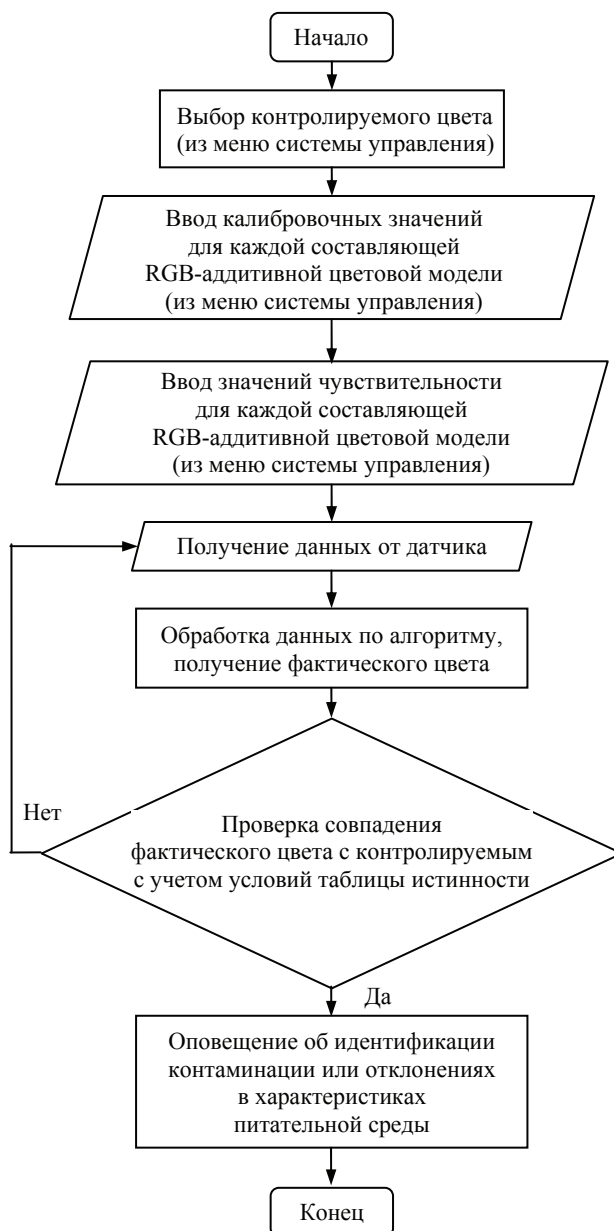 Начало
Выбор контролируемого цвета
(из меню системы управления)
Ввод калибровочных значений
для каждой составляющей
RGB-аддитивной цветовой модели
(из меню системы управления)
Ввод значений чувствительности
для каждой составляющей
RGB-аддитивной цветовой модели
(из меню системы управления)
Получение данных от датчика
Обработка данных по алгоритму,
получение фактического цвета
Нет
Проверка совпадения
фактического цвета с контролируемым
с учетом условий таблицы истинности
Да
Оповещение об идентификации
контаминации или отклонениях
в характеристиках
питательной среды
Конец